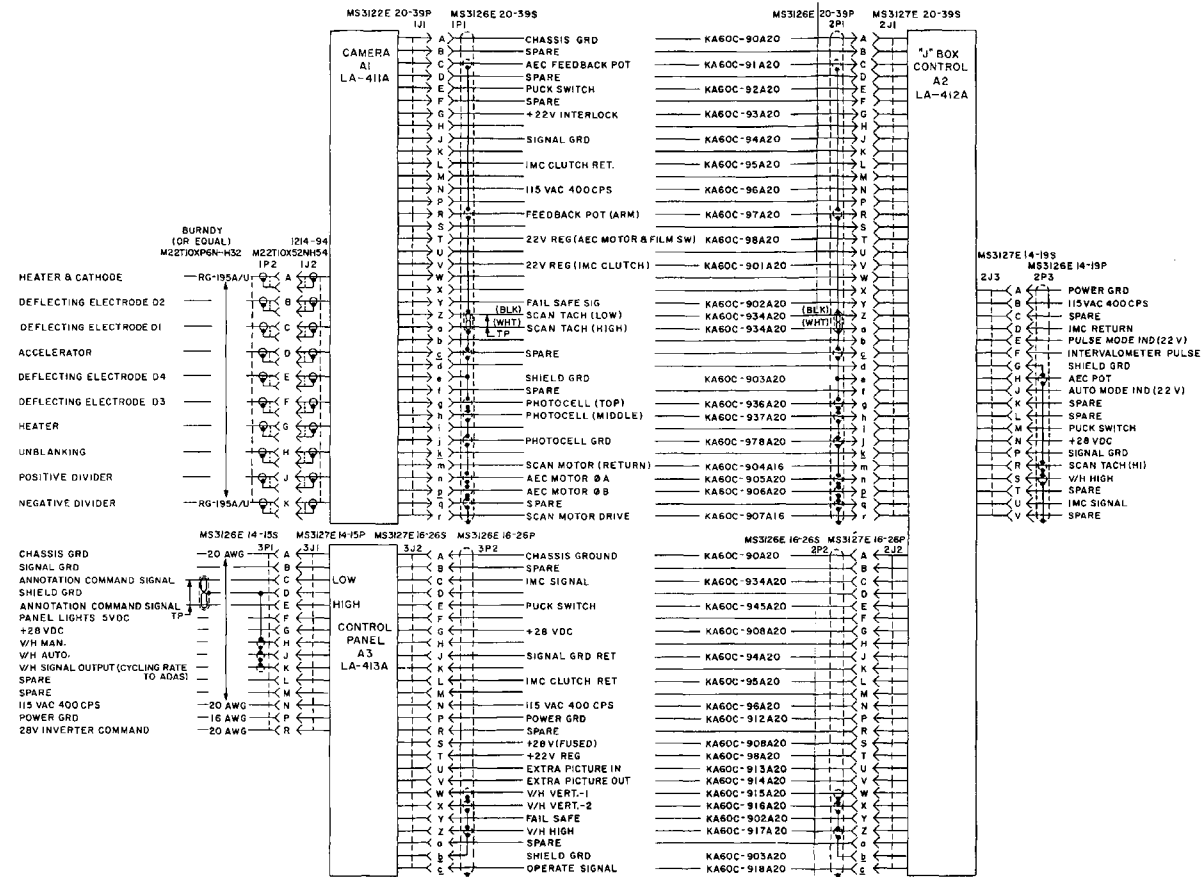 MS3122E 20-39P MS3126E 20-39S MS3126E 20-39P MS3127E 20-39S
1J1 1P1 2P1 2J1
CAMERA
A1
LA-411A
"J" BOX
CONTROL
A2
LA-412A
A CHASSIS GRD KA60C-90A20 A
B SPARE B
C AEC FEEDBACK POT KA60C-91A20 C
D SPARE D
E PUCK SWITCH KA60C-92A20 E
F SPARE F
G +22V INTERLOCK KA60C-93A20 G
H H
J SIGNAL GRD KA60C-94A20 J
K K
L IMC CLUTCH RET. KA60C-95A20 L
M M
N 115 VAC 400CPS KA60C-96A20 N
P P
R FEEDBACK POT (ARM) KA60C-97A20 R
S S
T 22V REG (AEC MOTOR & FILM SW) KA60C-98A20 T
U U
V 22V REG (IMC CLUTCH) KA60C-901A20 V
W W
X X
Y FAIL SAFE SIG KA60C-902A20 Y
Z (BLK) SCAN TACH (LOW) KA60C-934A20 (BLK) Z
a (WHT) SCAN TACH (HIGH) KA60C-934A20 (WHT) a
TP
b b
c SPARE c
d d
e SHIELD GRD KA60C-903A20 e
f SPARE f
g PHOTOCELL (TOP) KA60C-936A20 g
h PHOTOCELL (MIDDLE) KA60C-937A20 h
i i
j PHOTOCELL GRD KA60C-978A20 j
k k
m SCAN MOTOR (RETURN) KA60C-904A16 m
n AEC MOTOR Ø A KA60C-905A20 n
p AEC MOTOR Ø B KA60C-906A20 p
q SPARE q
r SCAN MOTOR DRIVE KA60C-907A16 r
BURNDY
(OR EQUAL) 1214-94
M22T10XP6N-H32 M22T10X52NH54
1P2 1J2
HEATER & CATHODE RG-195A/U A
DEFLECTING ELECTRODE D2 B
DEFLECTING ELECTRODE D1 C
ACCELERATOR D
DEFLECTING ELECTRODE D4 E
DEFLECTING ELECTRODE D3 F
HEATER G
UNBLANKING H
POSITIVE DIVIDER J
NEGATIVE DIVIDER RG-195A/U K
MS3127E 14-19S
MS3126E 14-19P
2J3 2P3
A POWER GRD
B 115VAC 400CPS
C SPARE
D IMC RETURN
E PULSE MODE IND (22 V)
F INTERVALOMETER PULSE
G SHIELD GRD
H AEC POT
J AUTO MODE IND (22 V)
K SPARE
L SPARE
M PUCK SWITCH
N +28 VDC
P SIGNAL GRD
R SCAN TACH (HI)
S V/H HIGH
T SPARE
U IMC SIGNAL
V SPARE
MS3126E 14-15S MS3127E 14-15P MS3127E 16-26S MS3126E 16-26P MS3126E 16-26S MS3127E 16-26P
3P1 3J1 3J2 3P2 2P2 2J2
CHASSIS GRD 20 AWG A
SIGNAL GRD B
ANNOTATION COMMAND SIGNAL C LOW
SHIELD GRD D
ANNOTATION COMMAND SIGNAL TP E HIGH
PANEL LIGHTS 5VDC F
+28 VDC G
V/H MAN. H
V/H AUTO. J
V/H SIGNAL OUTPUT (CYCLING RATE K
TO ADAS)
SPARE L
SPARE M
115 VAC 400 CPS 20 AWG N
POWER GRD 16 AWG P
28V INVERTER COMMAND 20 AWG R
CONTROL
PANEL
A3
LA-413A
A CHASSIS GROUND KA60C-90A20 A
B SPARE B
C IMC SIGNAL KA60C-934A20 C
D D
E PUCK SWITCH KA60C-945A20 E
F F
G +28 VDC KA60C-908A20 G
H H
J SIGNAL GRD RET KA60C-94A20 J
K K
L IMC CLUTCH RET KA60C-95A20 L
M M
N 115 VAC 400 CPS KA60C-96A20 N
P POWER GRD KA60C-912A20 P
R SPARE R
S +28V (FUSED) KA60C-908A20 S
T +22V REG KA60C-98A20 T
U EXTRA PICTURE IN KA60C-913A20 U
V EXTRA PICTURE OUT KA60C-914A20 V
W V/H VERT.-1 KA60C-915A20 W
X V/H VERT.-2 KA60C-916A20 X
Y FAIL SAFE KA60C-902A20 Y
Z V/H HIGH KA60C-917A20 Z
a SPARE a
b SHIELD GRD KA60C-903A20 b
c OPERATE SIGNAL KA60C-918A20 c